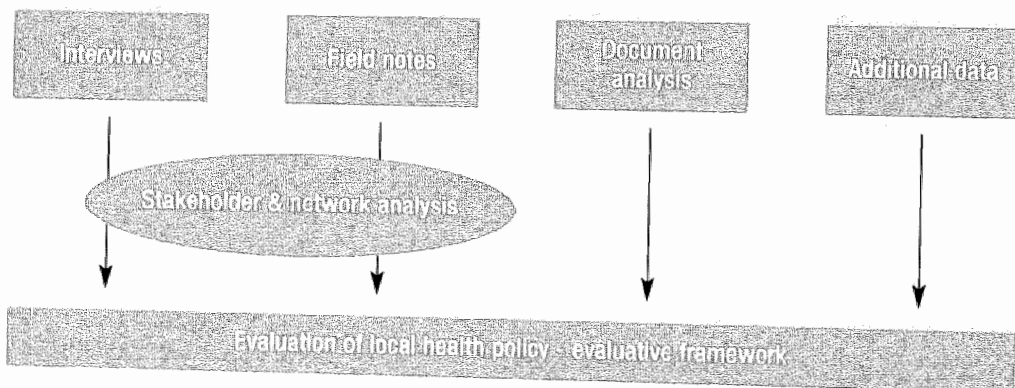 Interviews
Field notes
Document
analysis
Additional data
Stakeholder & network analysis
Evaluation of local health policy - evaluative framework